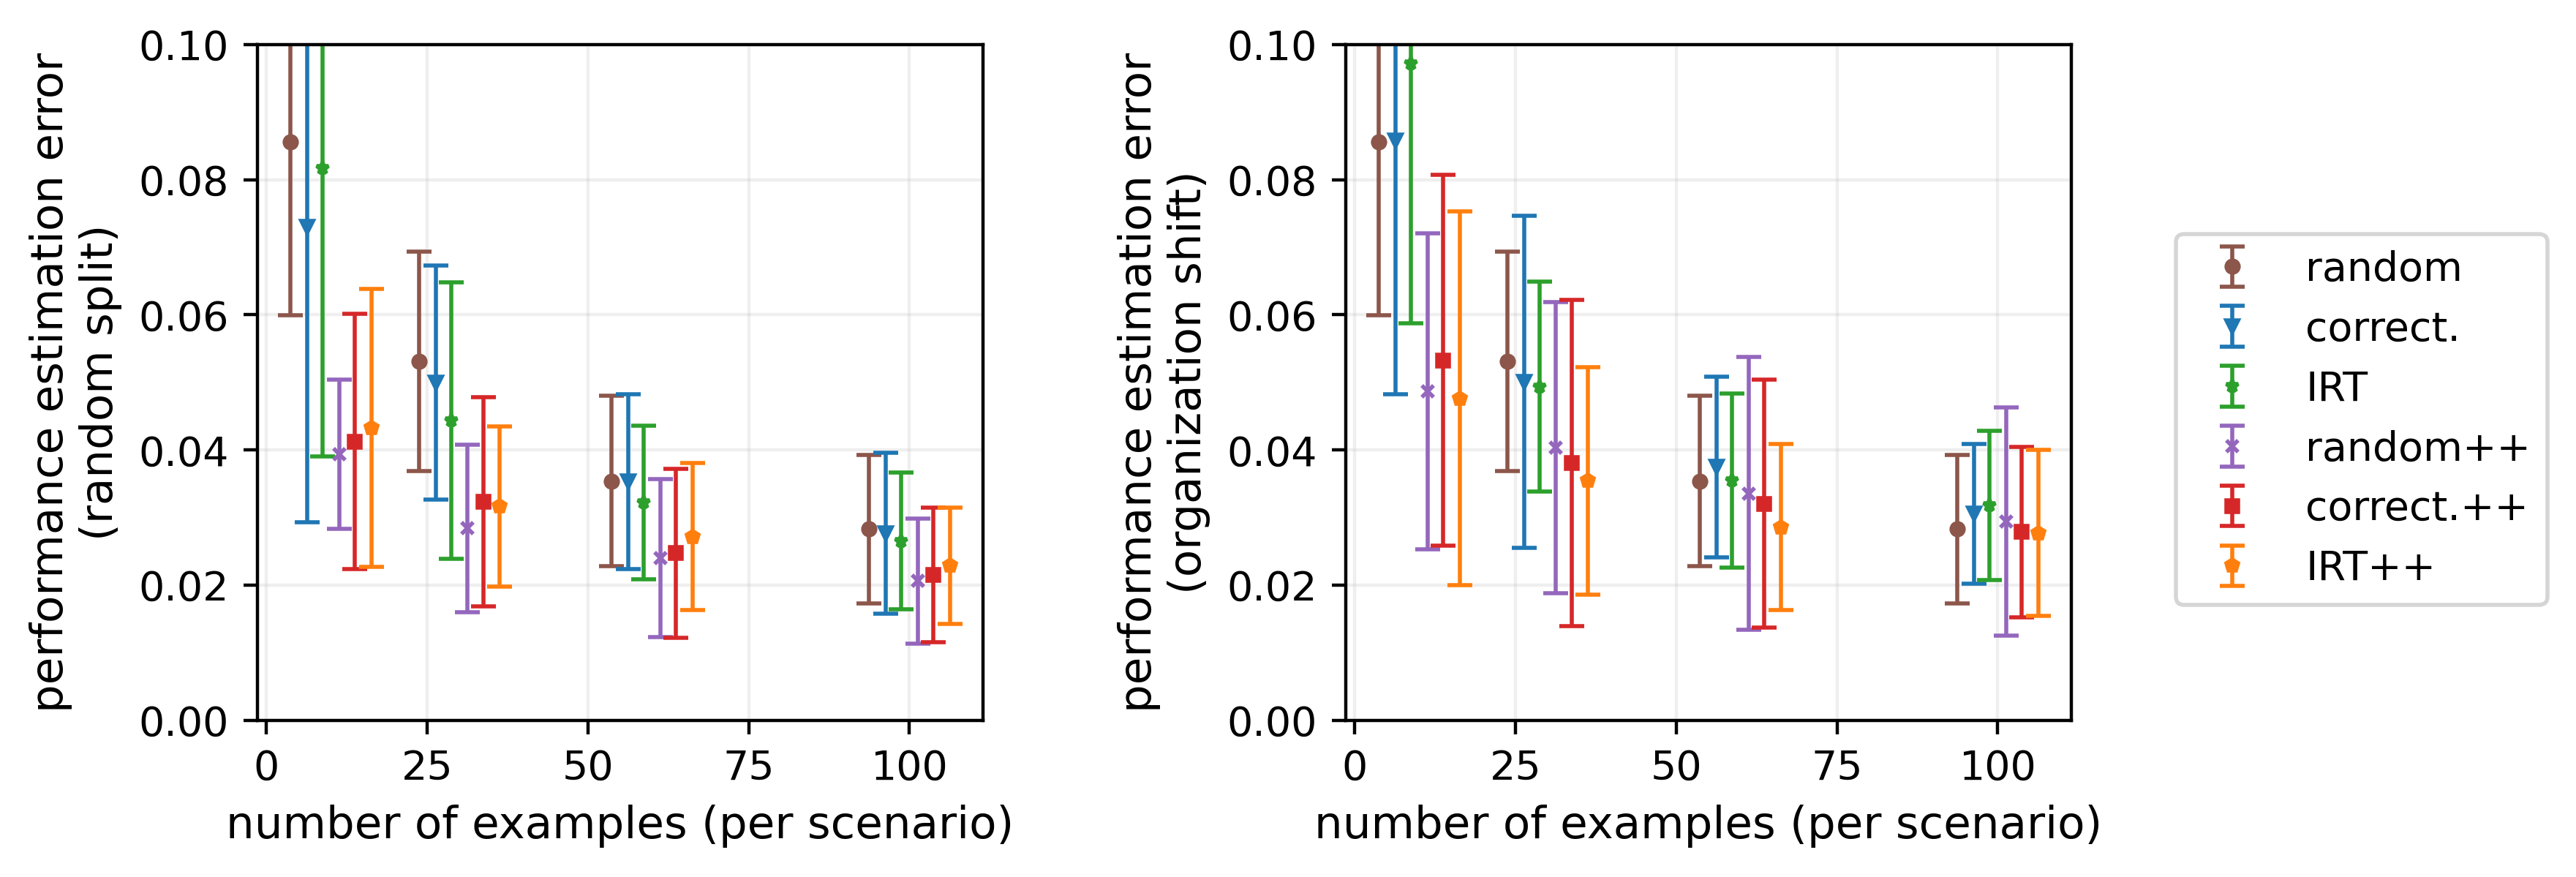 performance estimation error
(random split)
0.10
0.08
0.06
0.04
0.02
0.00
0 25 50 75 100
number of examples (per scenario)
performance estimation error
(organization shift)
0.10
0.08
0.06
0.04
0.02
0.00
0 25 50 75 100
number of examples (per scenario)
random
correct.
IRT
random++
correct.++
IRT++